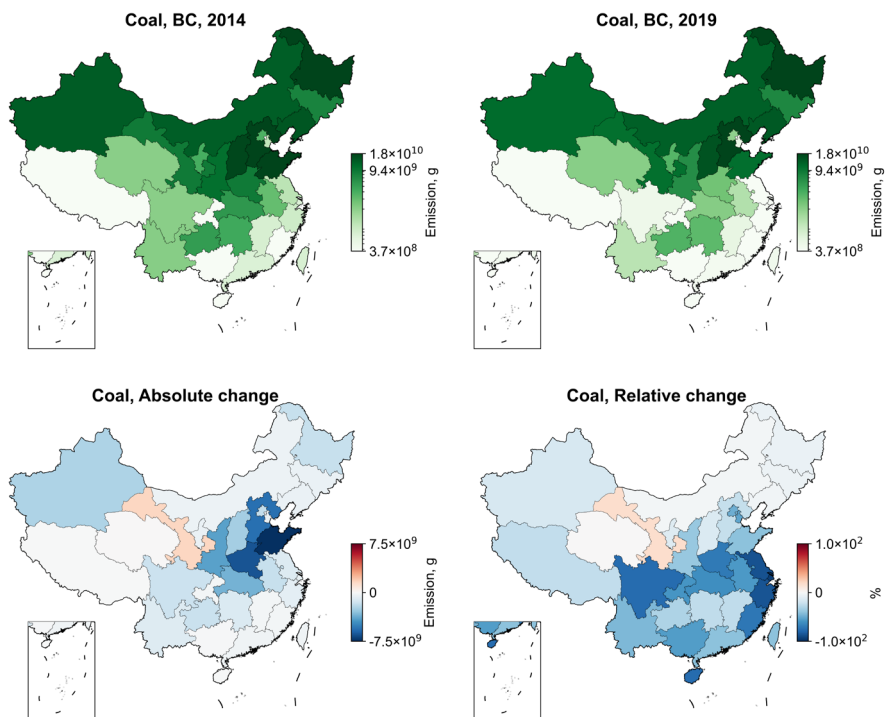 Coal, BC, 2014
1.8×10¹⁰
9.4×10⁹
3.7×10⁸
Emission, g
Coal, BC, 2019
1.8×10¹⁰
9.4×10⁹
3.7×10⁸
Emission, g
Coal, Absolute change
7.5×10⁹
0
-7.5×10⁹
Emission, g
Coal, Relative change
1.0×10²
0
-1.0×10²
%